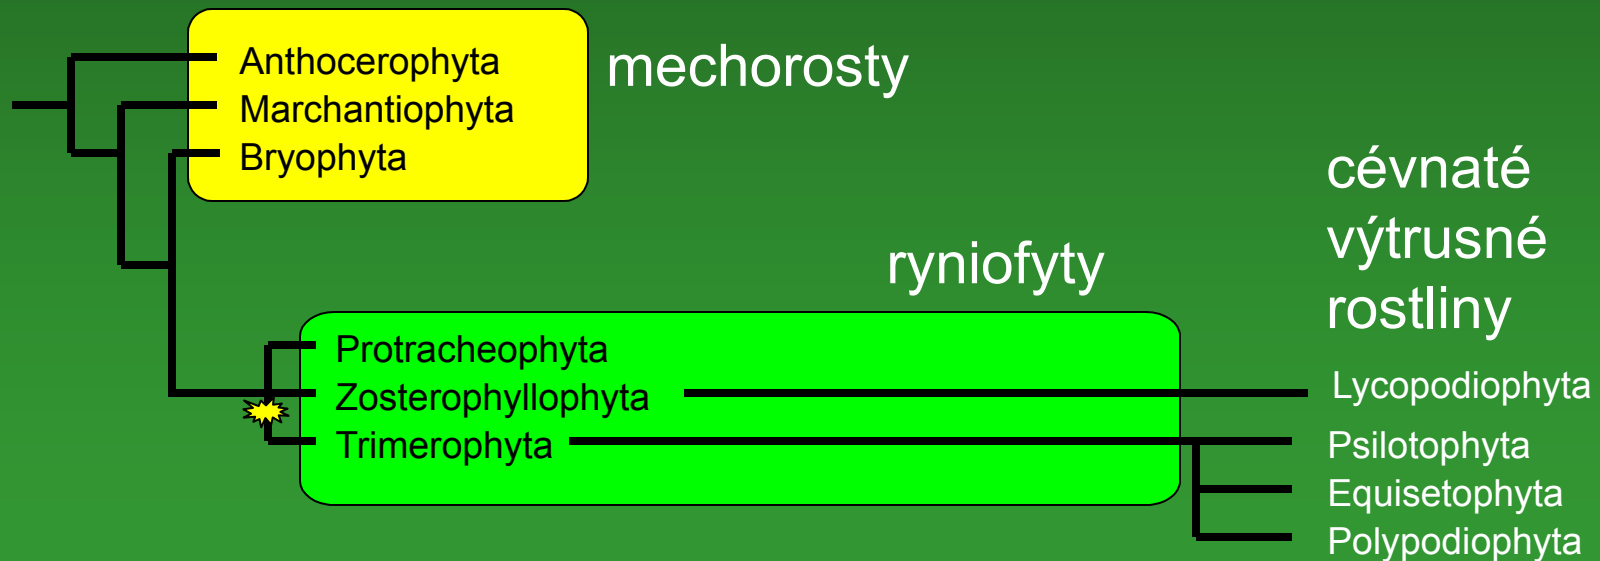 Anthocerophyta
Marchantiophyta
Bryophyta
mechorosty
cévnaté
výtrusné
rostliny
ryniofyty
Protracheophyta
Zosterophyllophyta
Trimerophyta
Lycopodiophyta
Psilotophyta
Equisetophyta
Polypodiophyta